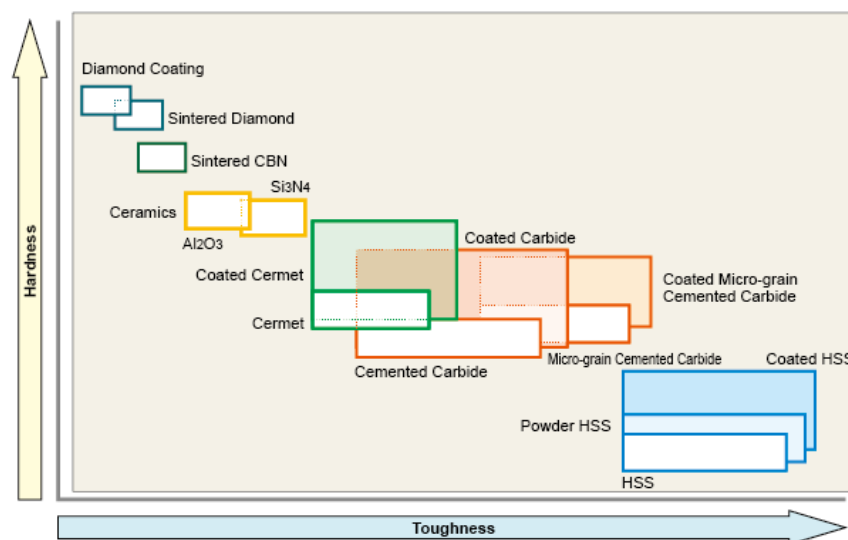 Diamond Coating
Sintered Diamond
Sintered CBN
Si3N4
Ceramics
Al2O3
Coated Carbide
Coated Cermet
Coated Micro-grain
Cemented Carbide
Cermet
Cemented Carbide
Micro-grain Cemented Carbide
Coated HSS
Powder HSS
HSS
Hardness
Toughness